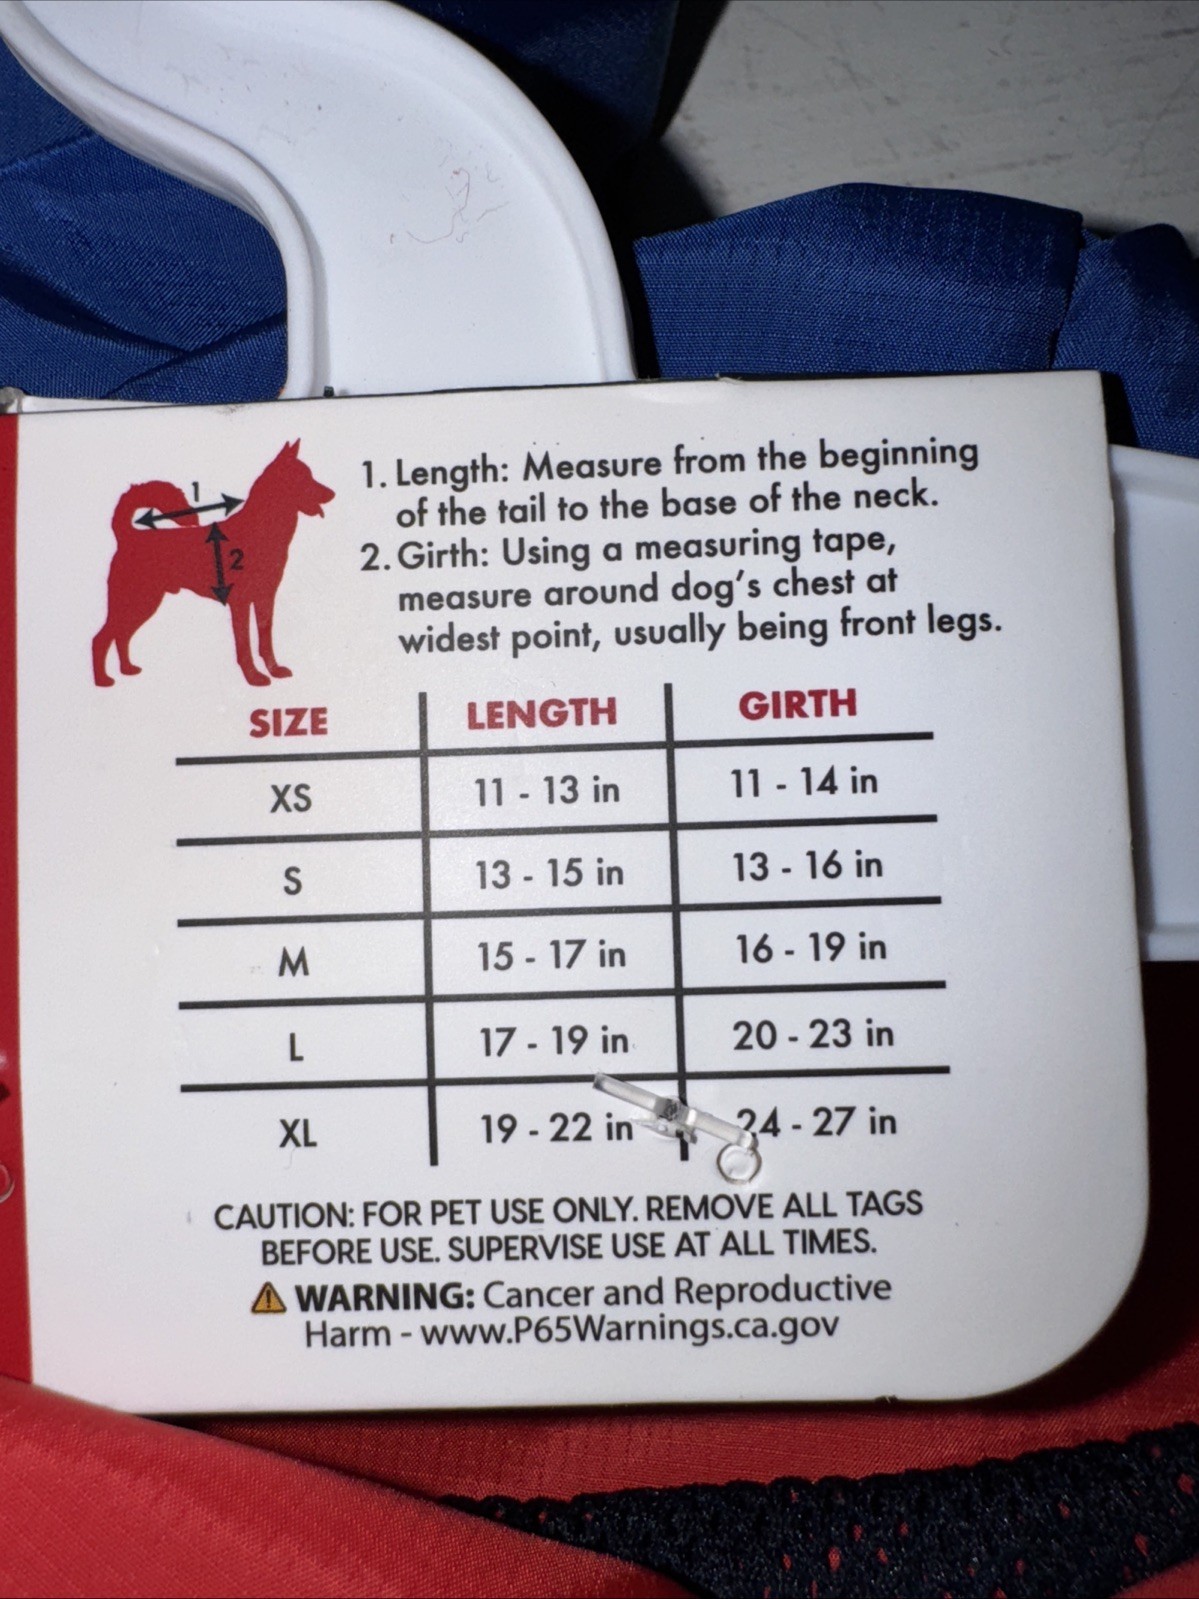 1
2
1. Length: Measure from the beginning
of the tail to the base of the neck.
2. Girth: Using a measuring tape,
measure around dog's chest at
widest point, usually being front legs.
SIZE LENGTH GIRTH
XS 11 - 13 in 11 - 14 in
S 13 - 15 in 13 - 16 in
M 15 - 17 in 16 - 19 in
L 17 - 19 in 20 - 23 in
XL 19 - 22 in 24 - 27 in
CAUTION: FOR PET USE ONLY. REMOVE ALL TAGS
BEFORE USE. SUPERVISE USE AT ALL TIMES.
WARNING: Cancer and Reproductive
Harm - www.P65Warnings.ca.gov